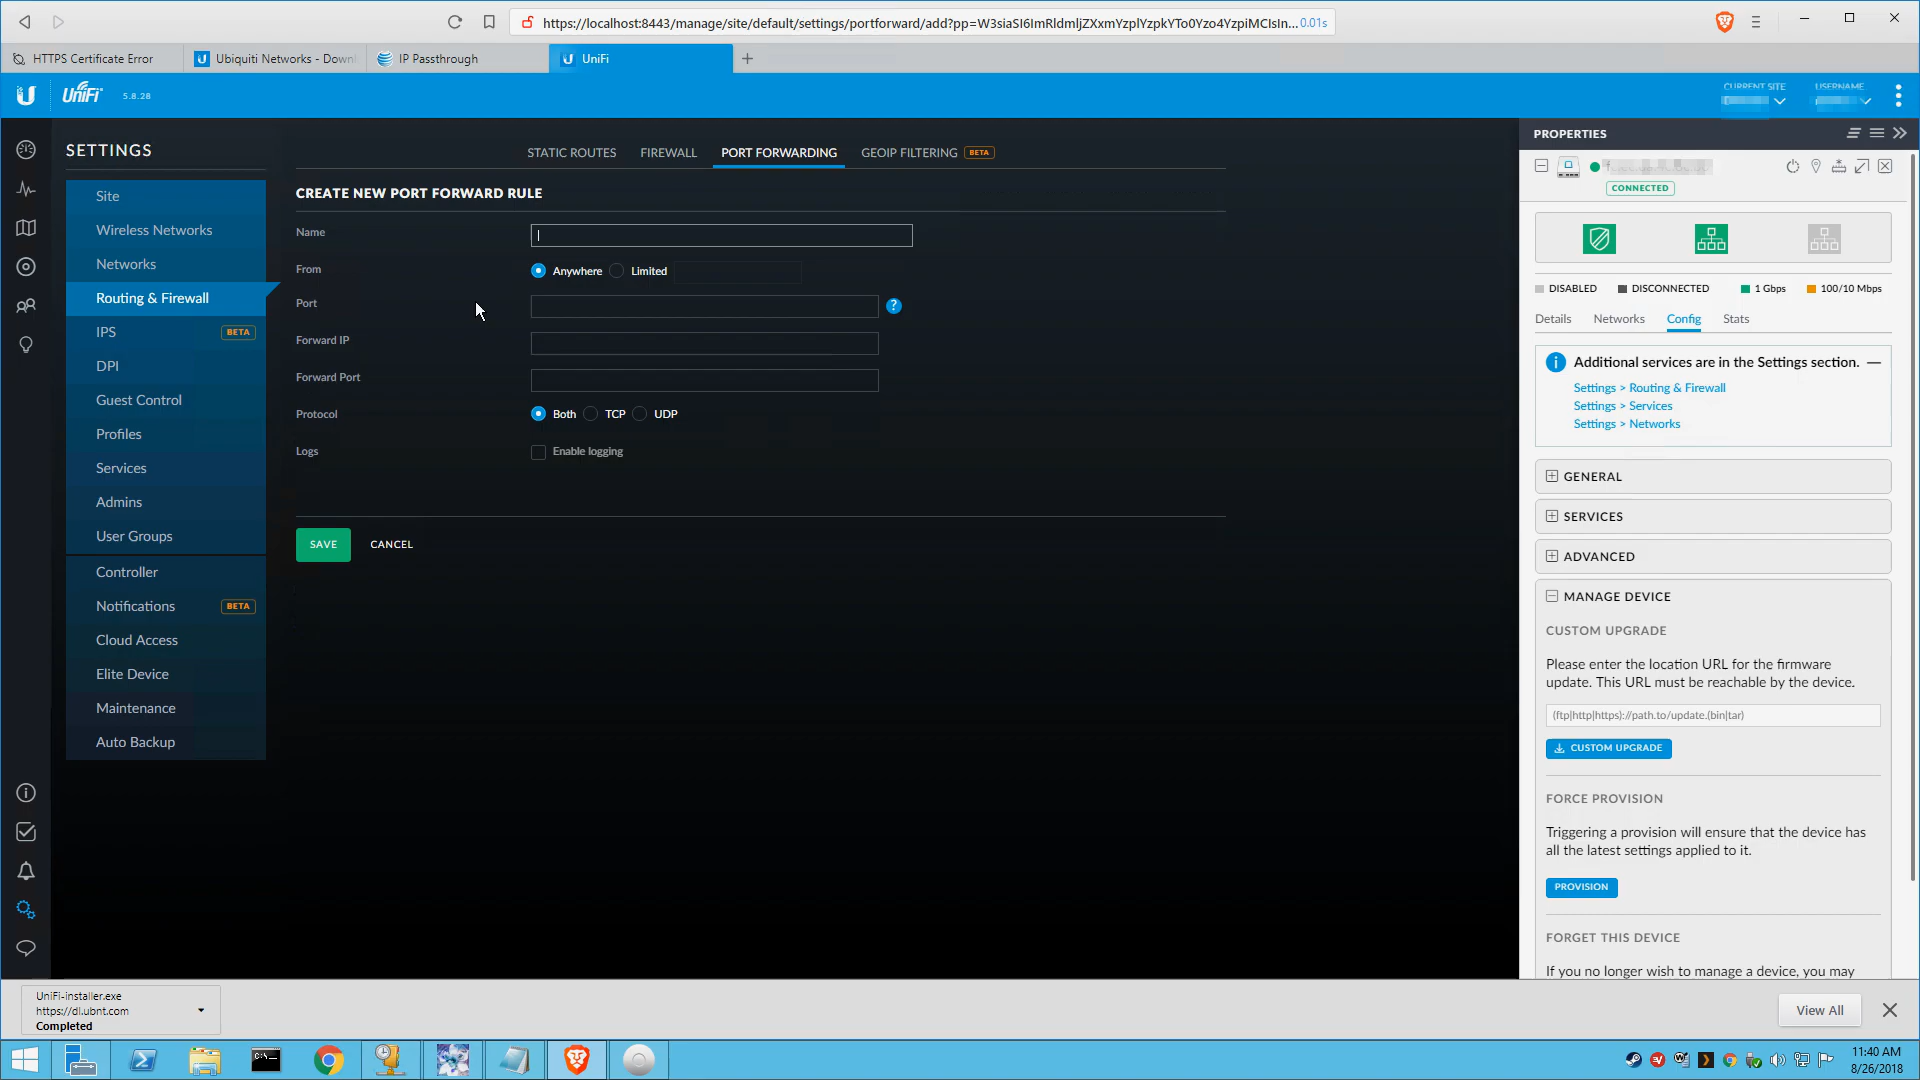 https://localhost:8443/manage/site/default/settings/portforward/add?pp=W3siaSI6ImRldmljZXXxmYzplYzpkYTo0Yzo4YzpiMCIsIn... 0.01s
HTTPS Certificate Error
Ubiquiti Networks - Down
IP Passthrough
UniFi
UniFi
5.8.28
CURRENT SITE
USERNAME
SETTINGS
Site
Wireless Networks
Networks
Routing & Firewall
IPS BETA
DPI
Guest Control
Profiles
Services
Admins
User Groups
Controller
Notifications BETA
Cloud Access
Elite Device
Maintenance
Auto Backup
STATIC ROUTES FIREWALL PORT FORWARDING GEOIP FILTERING BETA
CREATE NEW PORT FORWARD RULE
Name
From Anywhere Limited
Port ?
Forward IP
Forward Port
Protocol Both TCP UDP
Logs Enable logging
SAVE CANCEL
PROPERTIES
CONNECTED
DISABLED DISCONNECTED 1 Gbps 100/10 Mbps
Details Networks Config Stats
Additional services are in the Settings section.
Settings > Routing & Firewall
Settings > Services
Settings > Networks
GENERAL
SERVICES
ADVANCED
MANAGE DEVICE
CUSTOM UPGRADE
Please enter the location URL for the firmware
update. This URL must be reachable by the device.
(ftp|http|https)://path.to/update.(bin|tar)
CUSTOM UPGRADE
FORCE PROVISION
Triggering a provision will ensure that the device has
all the latest settings applied to it.
PROVISION
FORGET THIS DEVICE
If you no longer wish to manage a device, you may
UniFi-installer.exe
https://dl.ubnt.com
Completed
View All
11:40 AM
8/26/2018